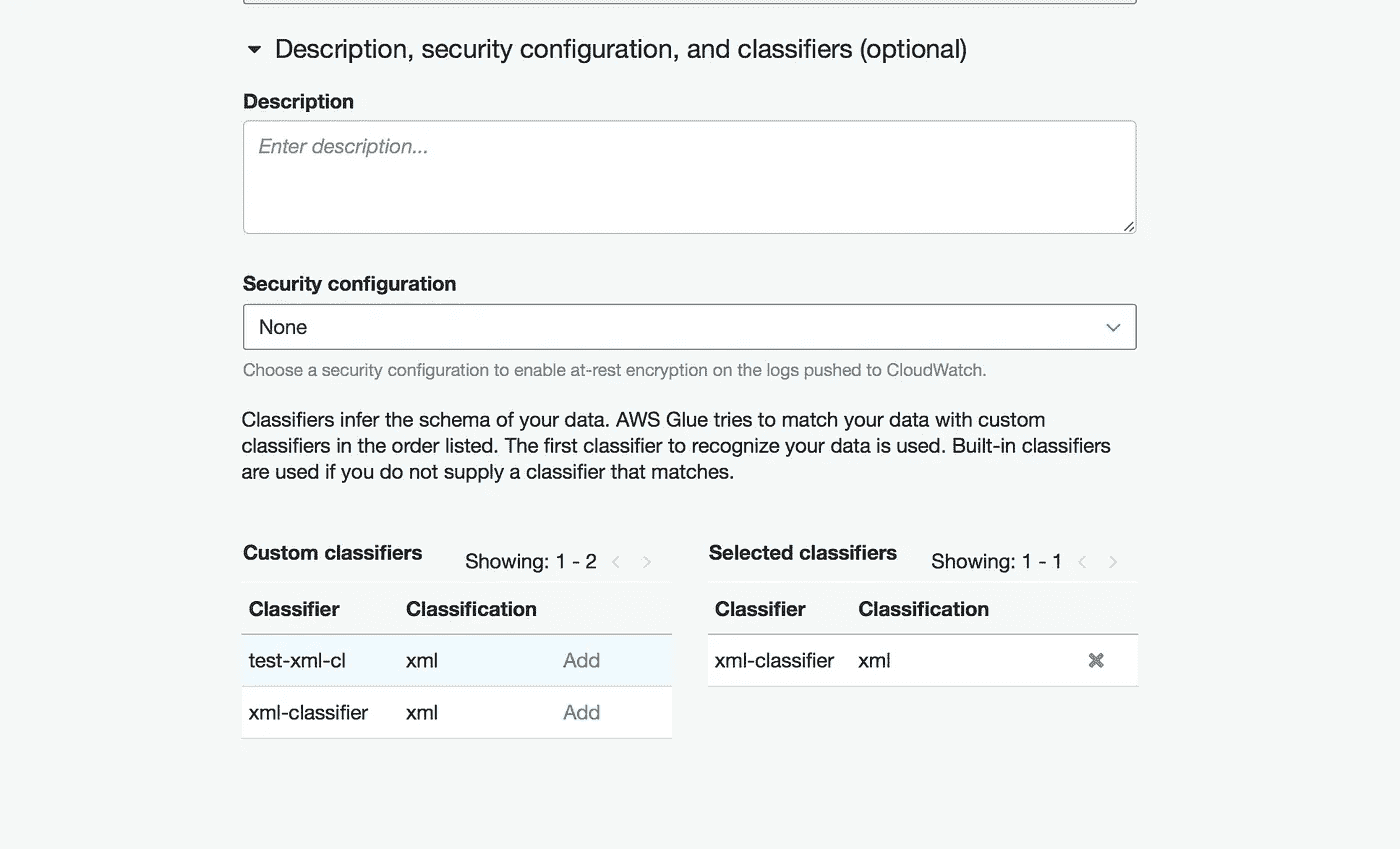 Description, security configuration, and classifiers (optional)
Description
Enter description...
Security configuration
None
Choose a security configuration to enable at-rest encryption on the logs pushed to CloudWatch.
Classifiers infer the schema of your data. AWS Glue tries to match your data with custom
classifiers in the order listed. The first classifier to recognize your data is used. Built-in classifiers
are used if you do not supply a classifier that matches.
Custom classifiers Showing: 1 - 2
Classifier Classification
test-xml-cl xml Add
xml-classifier xml Add
Selected classifiers Showing: 1 - 1
Classifier Classification
xml-classifier xml